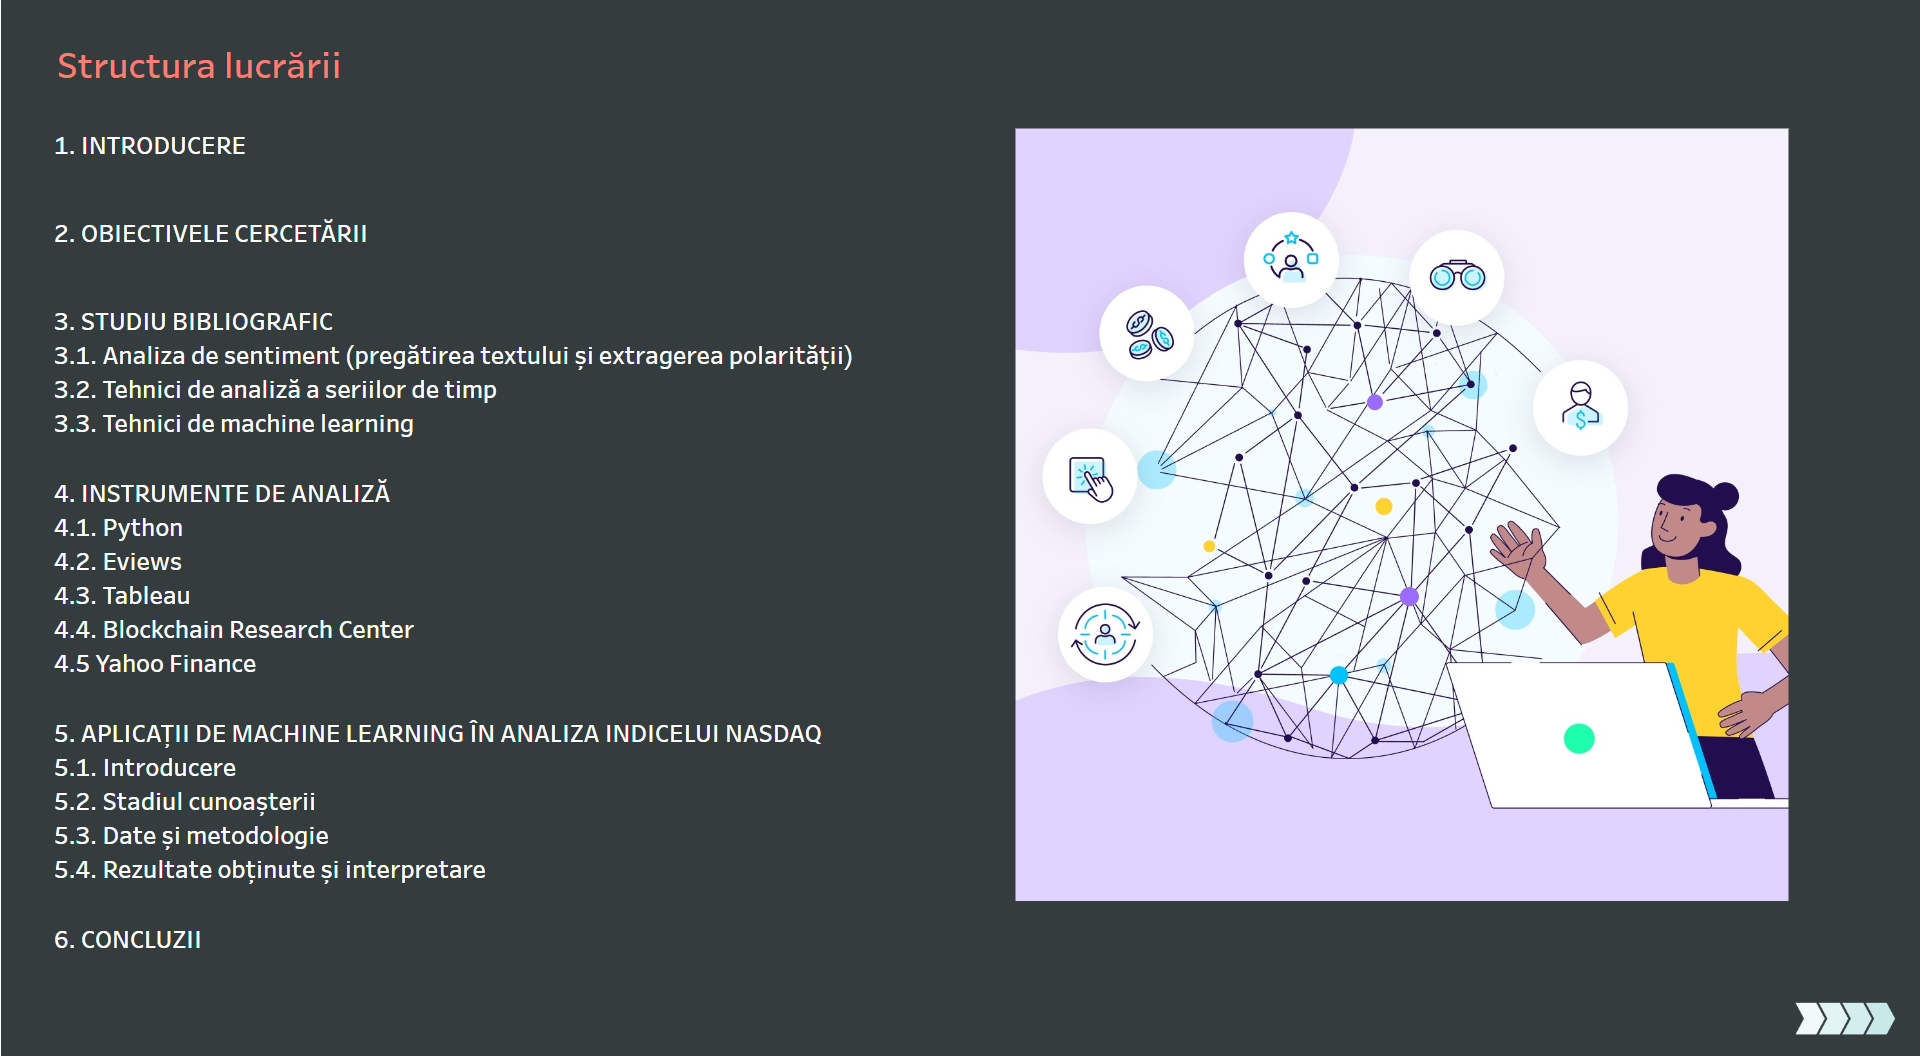 Structura lucrării
1. INTRODUCERE
2. OBIECTIVELE CERCETĂRII
3. STUDIU BIBLIOGRAFIC
3.1. Analiza de sentiment (pregătirea textului și extragerea polarității)
3.2. Tehnici de analiză a seriilor de timp
3.3. Tehnici de machine learning
4. INSTRUMENTE DE ANALIZĂ
4.1. Python
4.2. Eviews
4.3. Tableau
4.4. Blockchain Research Center
4.5 Yahoo Finance
5. APLICAȚII DE MACHINE LEARNING ÎN ANALIZA INDICELUI NASDAQ
5.1. Introducere
5.2. Stadiul cunoașterii
5.3. Date și metodologie
5.4. Rezultate obținute și interpretare
6. CONCLUZII